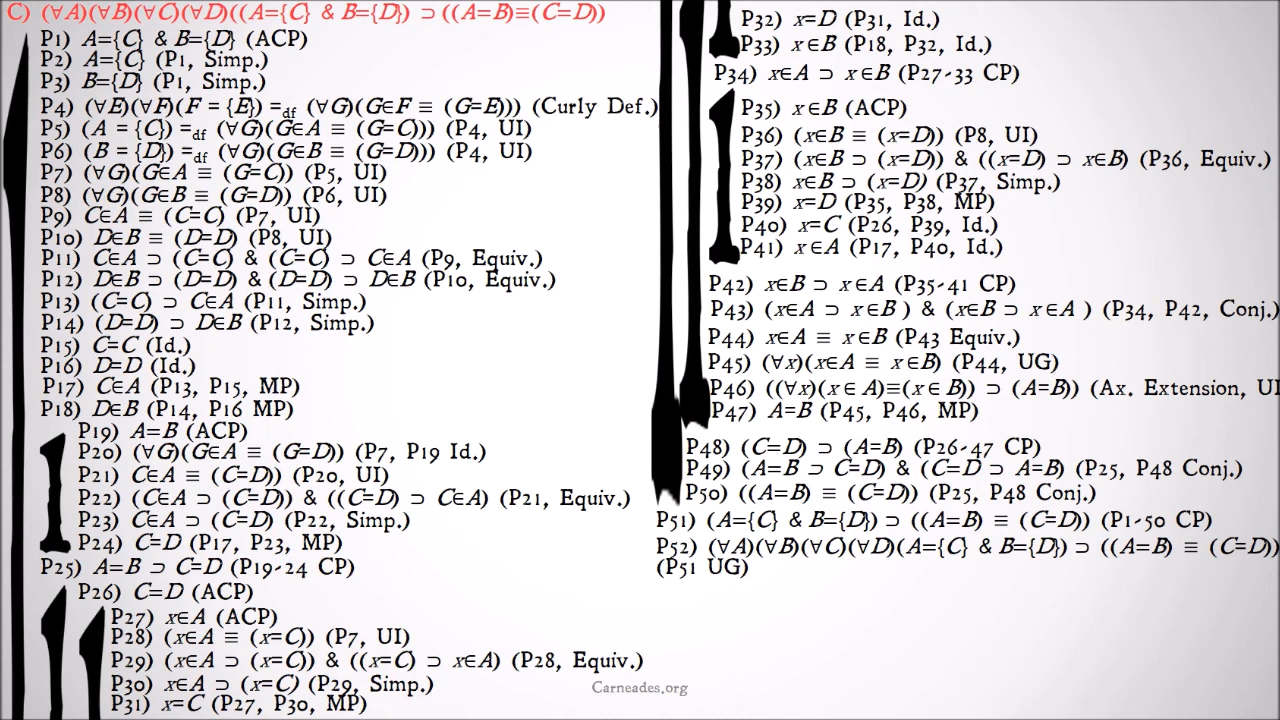 C) (∀A)(∀B)(∀C)(∀D)((A={C} & B={D}) ⊃ ((A=B)≡(C=D))
P1) A={C} & B={D} (ACP)
P2) A={C} (P1, Simp.)
P3) B={D} (P1, Simp.)
P4) (∀E)(∀F)(F = {E}) =df (∀G)(G∈F ≡ (G=E))) (Curly Def.)
P5) (A = {C}) =df (∀G)(G∈A ≡ (G=C))) (P4, UI)
P6) (B = {D}) =df (∀G)(G∈B ≡ (G=D))) (P4, UI)
P7) (∀G)(G∈A ≡ (G=C)) (P5, UI)
P8) (∀G)(G∈B ≡ (G=D)) (P6, UI)
P9) C∈A ≡ (C=C) (P7, UI)
P10) D∈B ≡ (D=D) (P8, UI)
P11) C∈A ⊃ (C=C) & (C=C) ⊃ C∈A (P9, Equiv.)
P12) D∈B ⊃ (D=D) & (D=D) ⊃ D∈B (P10, Equiv.)
P13) (C=C) ⊃ C∈A (P11, Simp.)
P14) (D=D) ⊃ D∈B (P12, Simp.)
P15) C=C (Id.)
P16) D=D (Id.)
P17) C∈A (P13, P15, MP)
P18) D∈B (P14, P16 MP)
P19) A=B (ACP)
P20) (∀G)(G∈A ≡ (G=D)) (P7, P19 Id.)
P21) C∈A ≡ (C=D)) (P20, UI)
P22) (C∈A ⊃ (C=D)) & ((C=D) ⊃ C∈A) (P21, Equiv.)
P23) C∈A ⊃ (C=D) (P22, Simp.)
P24) C=D (P17, P23, MP)
P25) A=B ⊃ C=D (P19-24 CP)
P26) C=D (ACP)
P27) x∈A (ACP)
P28) (x∈A ≡ (x=C)) (P7, UI)
P29) (x∈A ⊃ (x=C)) & ((x=C) ⊃ x∈A) (P28, Equiv.)
P30) x∈A ⊃ (x=C) (P29, Simp.)
P31) x=C (P27, P30, MP)
P32) x=D (P31, Id.)
P33) x∈B (P18, P32, Id.)
P34) x∈A ⊃ x∈B (P27-33 CP)
P35) x∈B (ACP)
P36) (x∈B ≡ (x=D)) (P8, UI)
P37) (x∈B ⊃ (x=D)) & ((x=D) ⊃ x∈B) (P36, Equiv.)
P38) x∈B ⊃ (x=D) (P37, Simp.)
P39) x=D (P35, P38, MP)
P40) x=C (P26, P39, Id.)
P41) x∈A (P17, P40, Id.)
P42) x∈B ⊃ x∈A (P35-41 CP)
P43) (x∈A ⊃ x∈B ) & (x∈B ⊃ x∈A ) (P34, P42, Conj.)
P44) x∈A ≡ x∈B (P43 Equiv.)
P45) (∀x)(x∈A ≡ x∈B) (P44, UG)
P46) ((∀x)(x∈A)≡(x∈B)) ⊃ (A=B)) (Ax. Extension, UI
P47) A=B (P45, P46, MP)
P48) (C=D) ⊃ (A=B) (P26-47 CP)
P49) (A=B ⊃ C=D) & (C=D ⊃ A=B) (P25, P48 Conj.)
P50) ((A=B) ≡ (C=D)) (P25, P48 Conj.)
P51) (A={C} & B={D}) ⊃ ((A=B) ≡ (C=D)) (P1-50 CP)
P52) (∀A)(∀B)(∀C)(∀D)(A={C} & B={D}) ⊃ ((A=B) ≡ (C=D))
(P51 UG)
Carneades.org